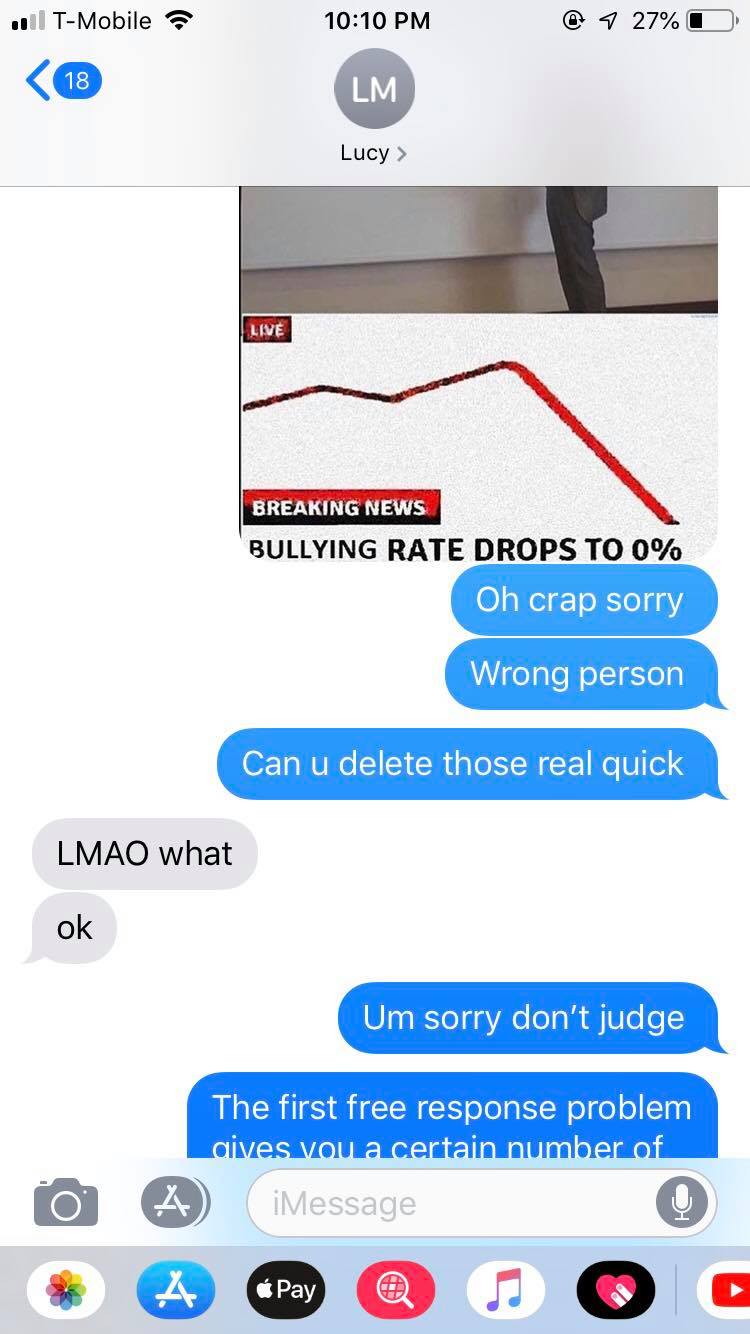 T-Mobile 10:10 PM 27%
18
LM
Lucy
LIVE
BREAKING NEWS
BULLYING RATE DROPS TO 0%
Oh crap sorry
Wrong person
Can u delete those real quick
LMAO what
ok
Um sorry don’t judge
The first free response problem
gives you a certain number of
iMessage
Pay